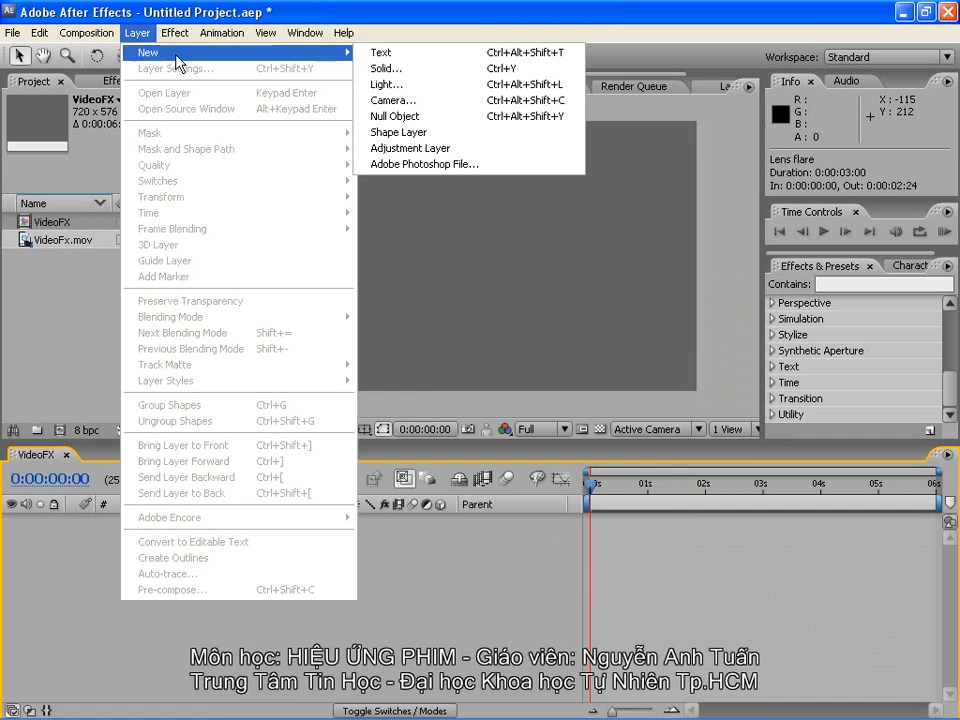 Adobe After Effects - Untitled Project.aep *
File Edit Composition Layer Effect Animation View Window Help
Workspace: Standard
Project Effe
VideoFX
720 x 576
Δ 0:00:06
Name
VideoFX
VideoFx.mov
8 bpc
New
Layer Settings... Ctrl+Shift+Y
Open Layer Keypad Enter
Open Source Window Alt+Keypad Enter
Mask
Mask and Shape Path
Quality
Switches
Transform
Time
Frame Blending
3D Layer
Guide Layer
Add Marker
Preserve Transparency
Blending Mode
Next Blending Mode Shift+=
Previous Blending Mode Shift+-
Track Matte
Layer Styles
Group Shapes Ctrl+G
Ungroup Shapes Ctrl+Shift+G
Bring Layer to Front Ctrl+Shift+]
Bring Layer Forward Ctrl+]
Send Layer Backward Ctrl+[
Send Layer to Back Ctrl+Shift+[
Adobe Encore
Convert to Editable Text
Create Outlines
Auto-trace...
Pre-compose... Ctrl+Shift+C
Text Ctrl+Alt+Shift+T
Solid... Ctrl+Y
Light... Ctrl+Alt+Shift+L
Camera... Ctrl+Alt+Shift+C
Null Object Ctrl+Alt+Shift+Y
Shape Layer
Adjustment Layer
Adobe Photoshop File...
Render Queue La
0:00:00:00 Full Active Camera 1 View
Info Audio
R : X : -115
G : Y : 212
B :
A : 0
Lens flare
Duration: 0:00:03:00
In: 0:00:00:00, Out: 0:00:02:24
Time Controls
Effects & Presets Charact
Contains:
Perspective
Simulation
Stylize
Synthetic Aperture
Text
Time
Transition
Utility
VideoFX
0:00:00:00 (25
# Parent
00s 01s 02s 03s 04s 05s 06s
Môn học: HIỆU ỨNG PHIM - Giáo viên: Nguyễn Anh Tuấn
Trung Tâm Tin Học - Đại học Khoa học Tự Nhiên Tp.HCM
Toggle Switches / Modes